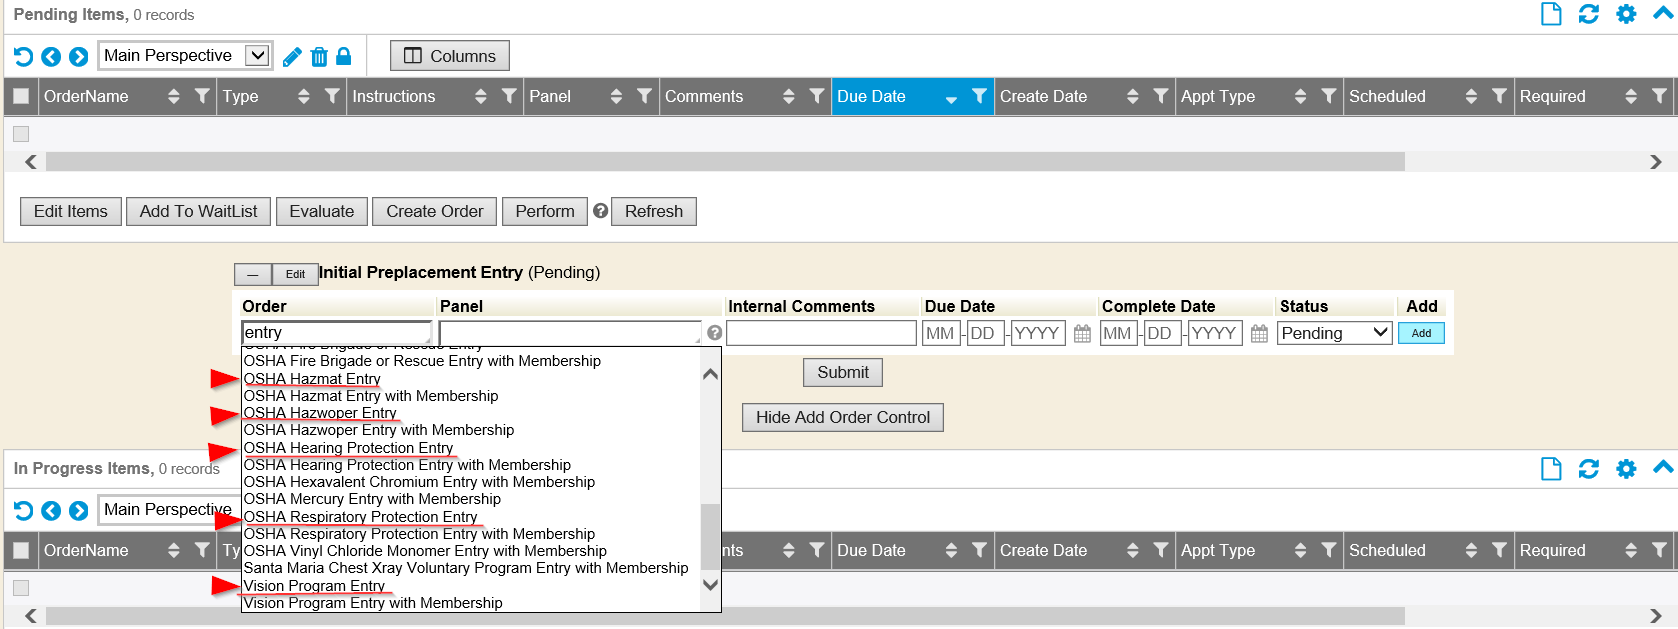 Pending Items, 0 records
Main Perspective
Columns
OrderName Type Instructions Panel Comments Due Date Create Date Appt Type Scheduled Required
Edit Items Add To WaitList Evaluate Create Order Perform ? Refresh
— Edit Initial Preplacement Entry (Pending)
Order Panel Internal Comments Due Date Complete Date Status Add
entry ? MM-DD-YYYY MM-DD-YYYY Pending Add
OSHA Fire Brigade or Rescue Entry
OSHA Fire Brigade or Rescue Entry with Membership
OSHA Hazmat Entry
OSHA Hazmat Entry with Membership
OSHA Hazwoper Entry
OSHA Hazwoper Entry with Membership
OSHA Hearing Protection Entry
OSHA Hearing Protection Entry with Membership
OSHA Hexavalent Chromium Entry with Membership
OSHA Mercury Entry with Membership
OSHA Respiratory Protection Entry
OSHA Respiratory Protection Entry with Membership
OSHA Vinyl Chloride Monomer Entry with Membership
Santa Maria Chest Xray Voluntary Program Entry with Membership
Vision Program Entry
Vision Program Entry with Membership
Submit
Hide Add Order Control
In Progress Items, 0 records
Main Perspective
OrderName Ty nts Due Date Create Date Appt Type Scheduled Required